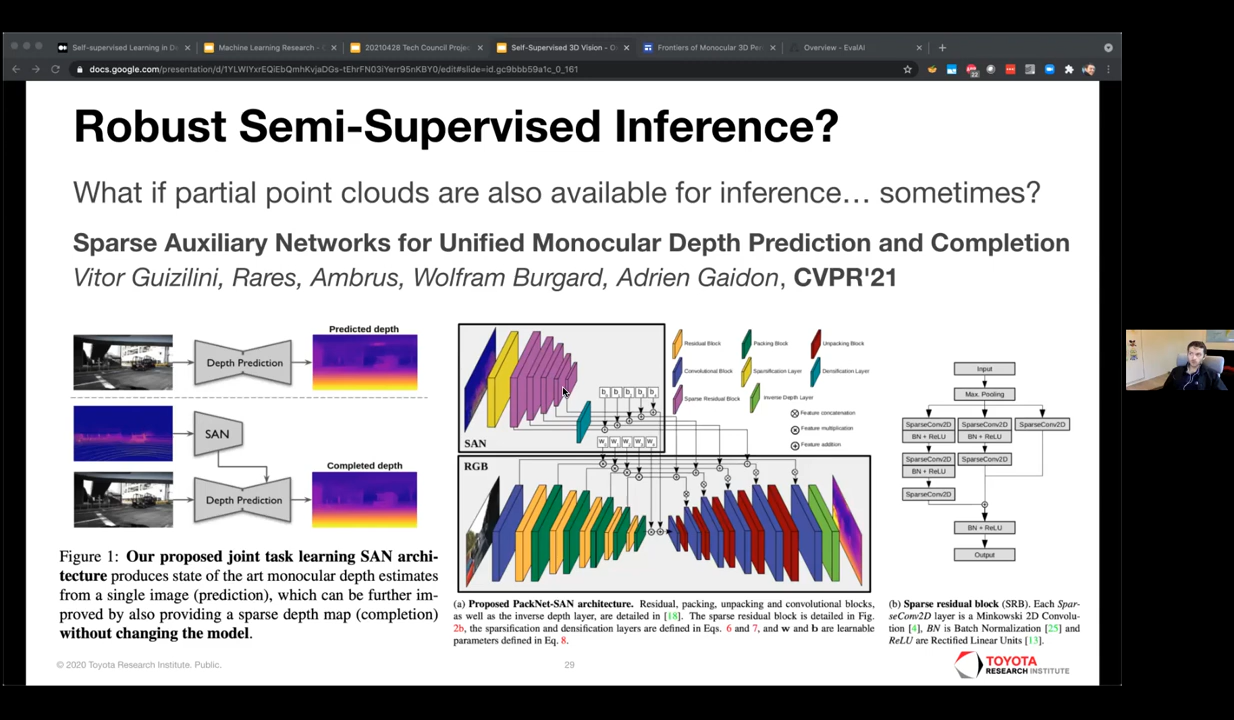 Self-supervised Learning in De
Machine Learning Research -
20210428 Tech Council Proje
Self-Supervised 3D Vision -
Frontiers of Monocular 3D Per
Overview - EvalAI
docs.google.com/presentation/d/1YLWIYxrEQiEbQmhKvjaDGs-tEhrFN03iYerr95nKBY0/edit#slide=id.gc9bbb59a1c_0_161
22
Robust Semi-Supervised Inference?
What if partial point clouds are also available for inference… sometimes?
Sparse Auxiliary Networks for Unified Monocular Depth Prediction and Completion
Vitor Guizilini, Rares, Ambrus, Wolfram Burgard, Adrien Gaidon, CVPR'21
Predicted depth
Depth Prediction
SAN
Completed depth
Depth Prediction
Figure 1: Our proposed joint task learning SAN archi-
tecture produces state of the art monocular depth estimates
from a single image (prediction), which can be further im-
proved by also providing a sparse depth map (completion)
without changing the model.
SAN
RGB
Residual Block
Packing Block
Unpacking Block
Convolutional Block
Sparsification Layer
Densification Layer
Sparse Residual Block
Inverse Depth Layer
Feature concatenation
Feature multiplication
Feature addition
(a) Proposed PackNet-SAN architecture. Residual, packing, unpacking and convolutional blocks,
as well as the inverse depth layer, are detailed in [18]. The sparse residual block is detailed in Fig.
2b, the sparsification and densification layers are defined in Eqs. 6 and 7, and w and b are learnable
parameters defined in Eq. 8.
Input
Max. Pooling
SparseConv2D
BN + ReLU
SparseConv2D
BN + ReLU
SparseConv2D
SparseConv2D
BN + ReLU
SparseConv2D
SparseConv2D
BN + ReLU
Output
(b) Sparse residual block (SRB). Each Spar-
seConv2D layer is a Minkowski 2D Convolu-
tion [4], BN is Batch Normalization [25] and
ReLU are Rectified Linear Units [13].
© 2020 Toyota Research Institute. Public.
29
TOYOTA
RESEARCH INSTITUTE